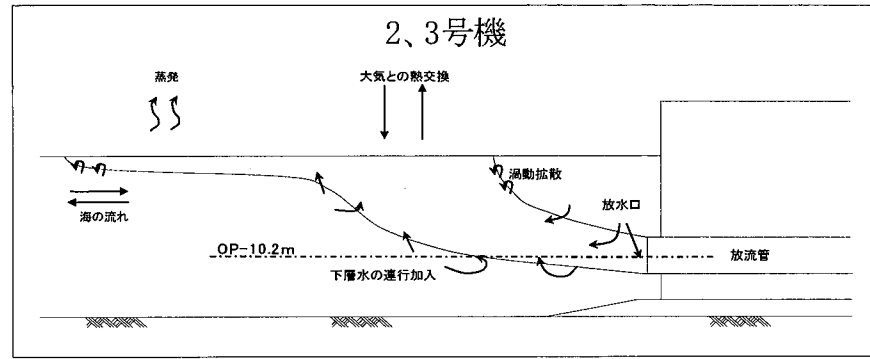 2、3号機
蒸発
大気との熱交換
渦動拡散
放水口
海の流れ
OP-10.2m
放流管
下層水の連行加入